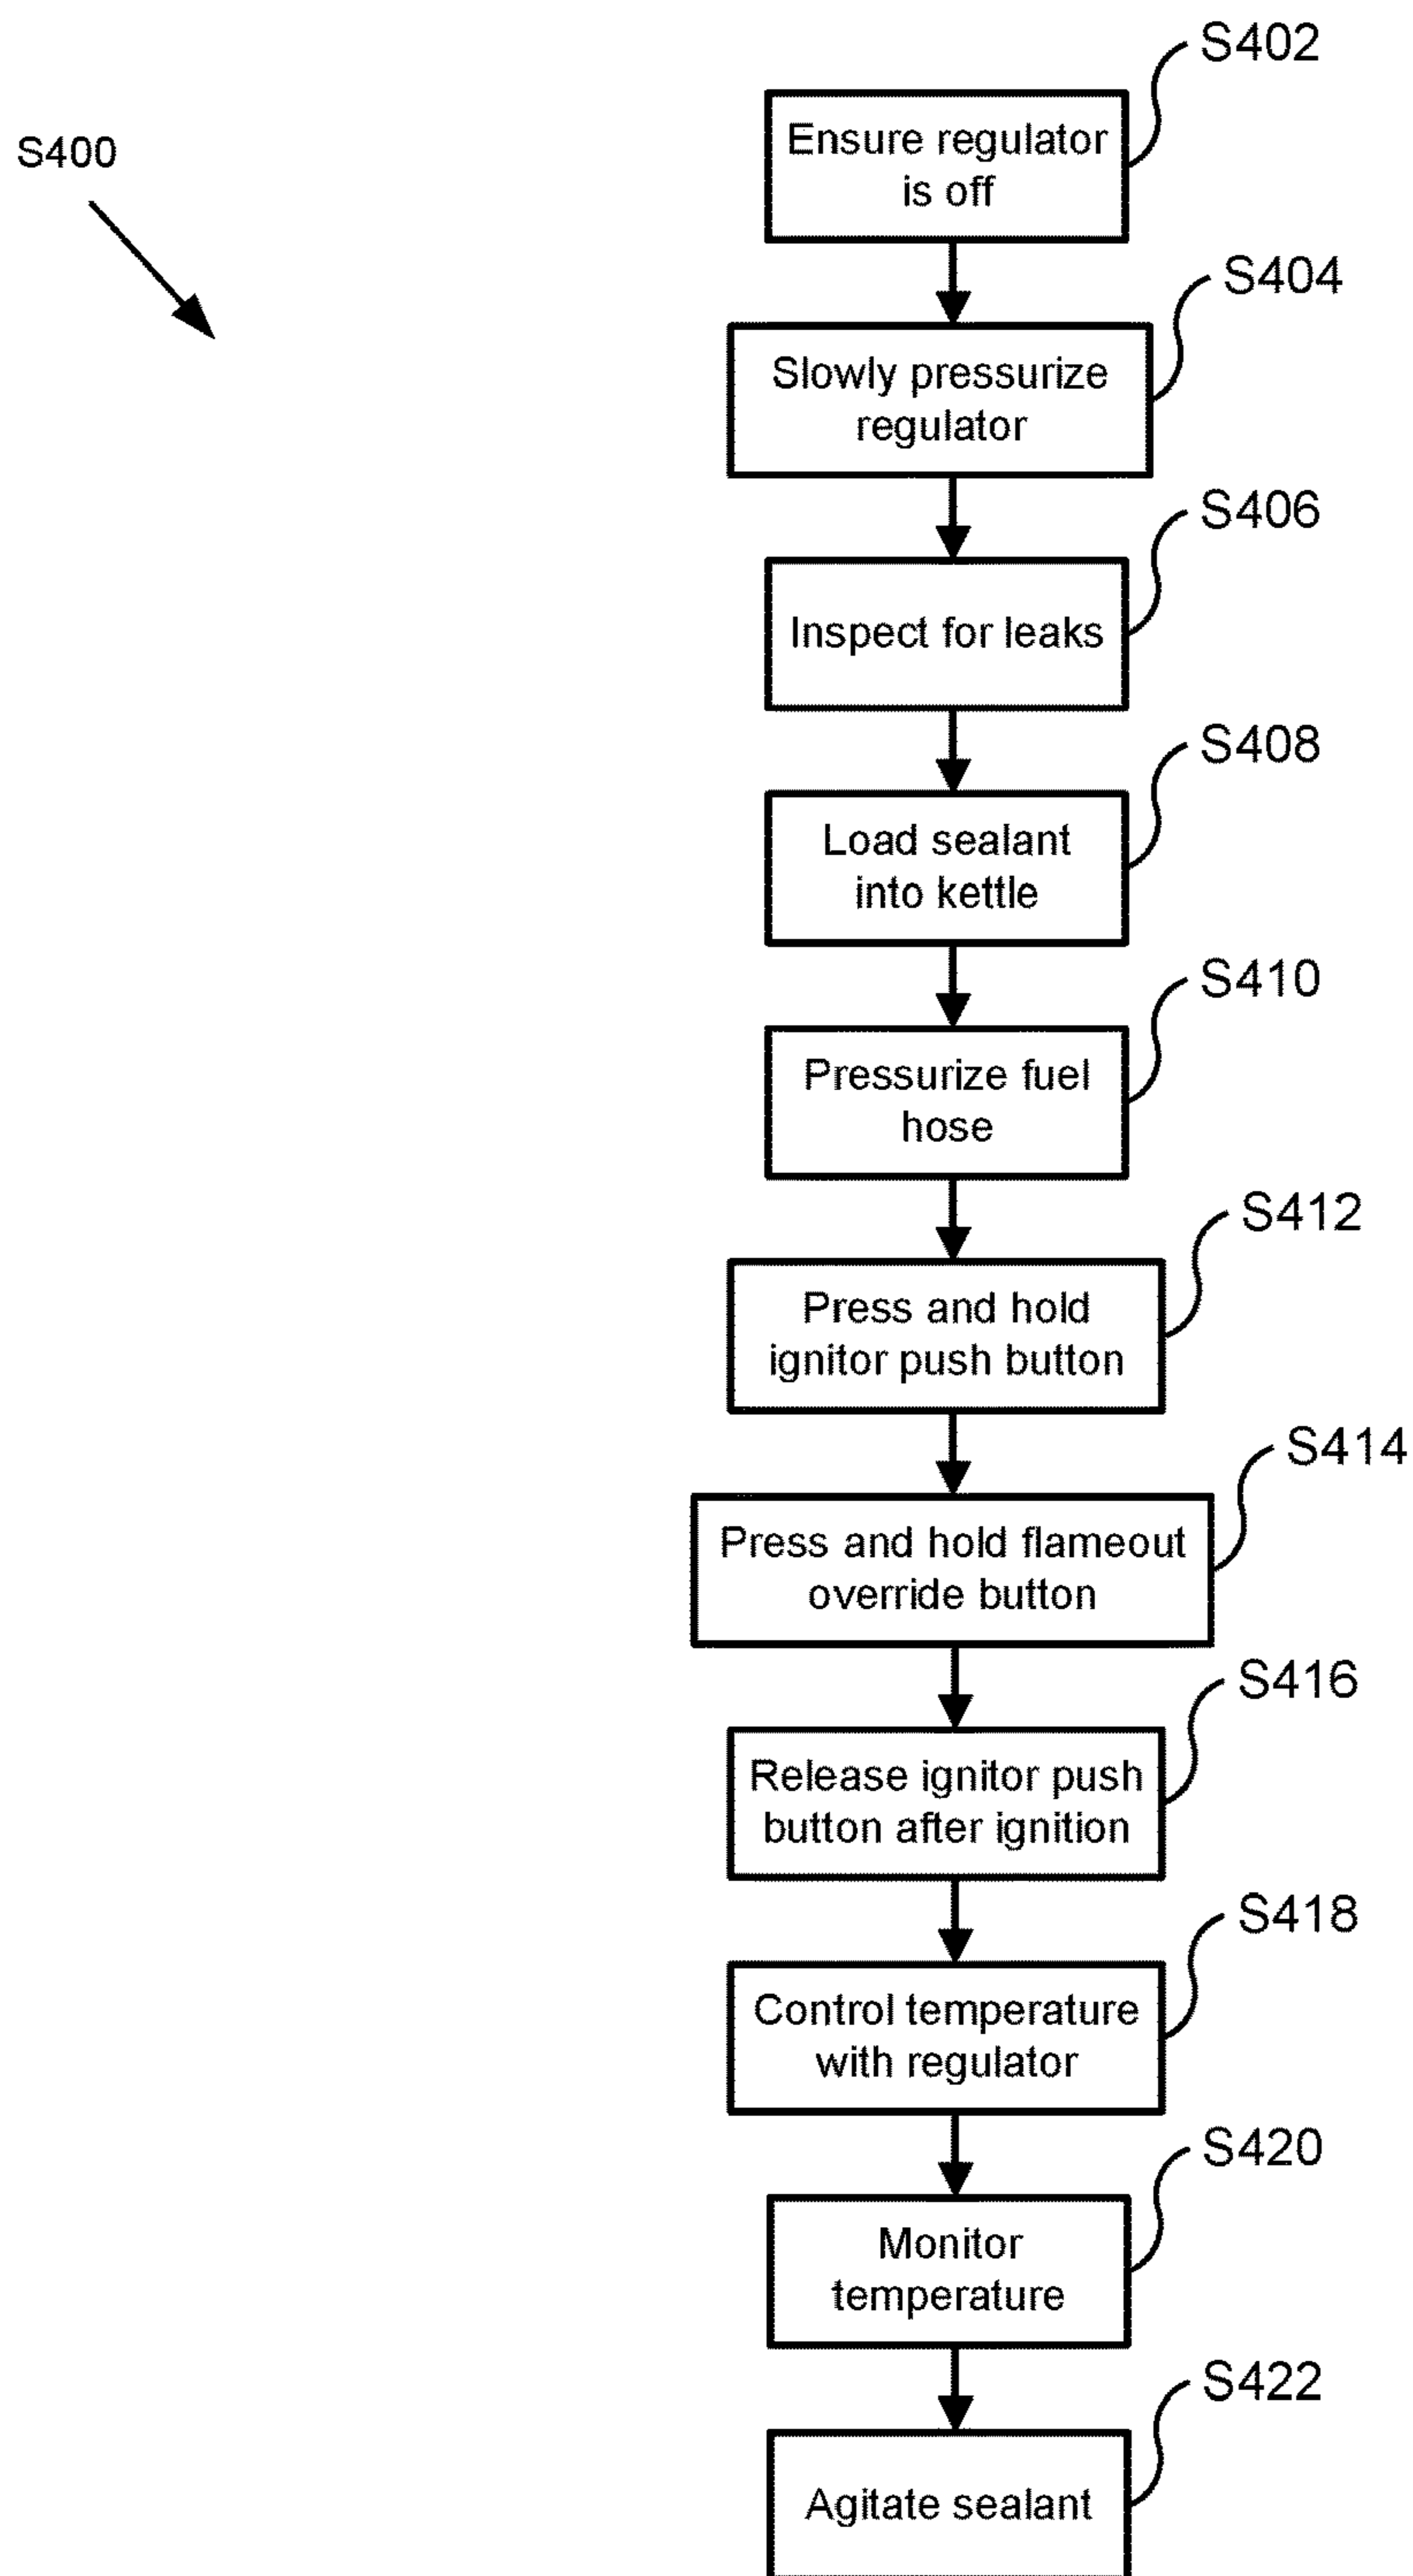 S402
Ensure regulator
is off
S400
S404
Slowly pressurize
regulator
S406
Inspect for leaks
S408
Load sealant
into kettle
S410
Pressurize fuel
hose
S412
Press and hold
ignitor push button
S414
Press and hold flameout
override button
S416
Release ignitor push
button after ignition
S418
Control temperature
with regulator
S420
Monitor
temperature
S422
Agitate sealant